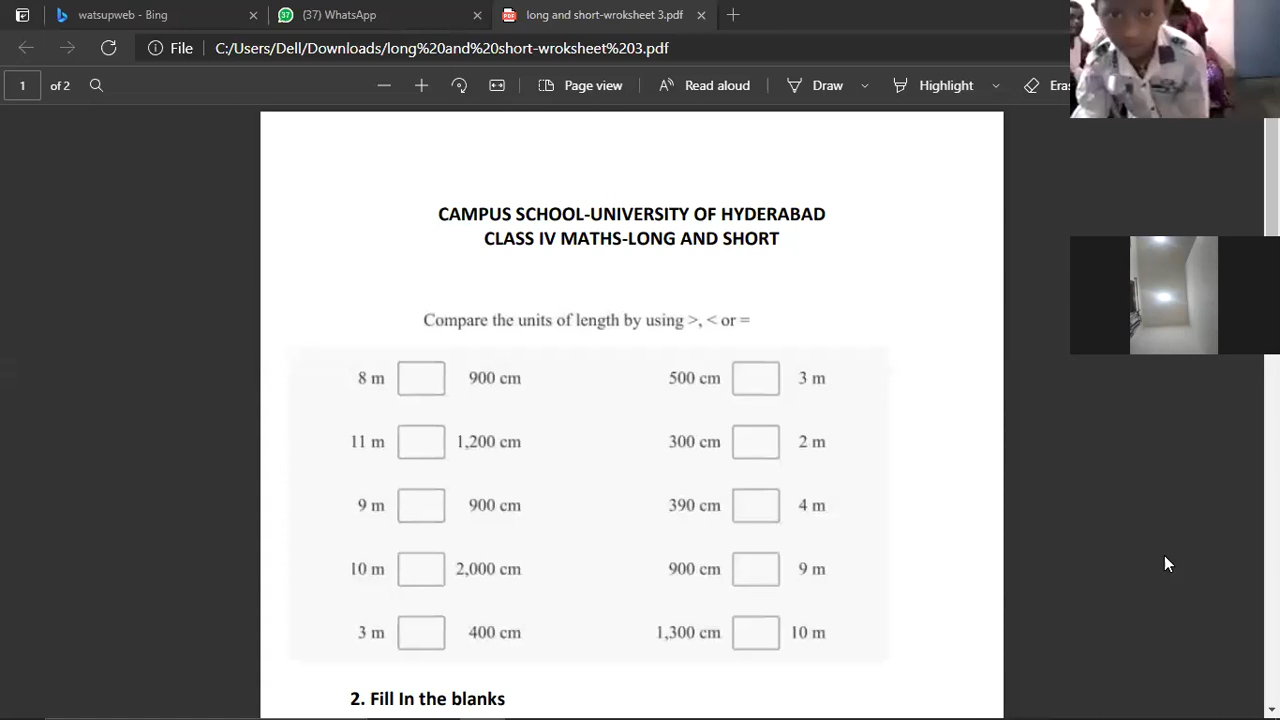 watsupweb - Bing
(37) WhatsApp
long and short-wroksheet 3.pdf
File
C:/Users/Dell/Downloads/long%20and%20short-wroksheet%203.pdf
1 of 2
Page view
Read aloud
Draw
Highlight
Eras
CAMPUS SCHOOL-UNIVERSITY OF HYDERABAD
CLASS IV MATHS-LONG AND SHORT
Compare the units of length by using >, < or =
8 m 900 cm 500 cm 3 m
11 m 1,200 cm 300 cm 2 m
9 m 900 cm 390 cm 4 m
10 m 2,000 cm 900 cm 9 m
3 m 400 cm 1,300 cm 10 m
2. Fill In the blanks